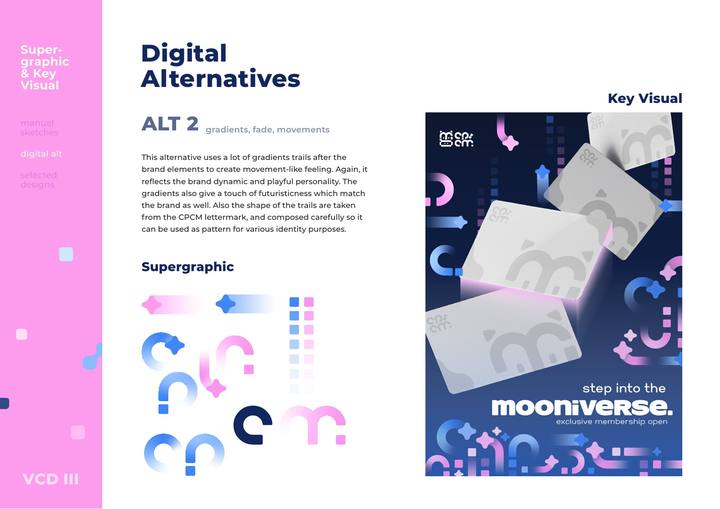 Super-
graphic
& Key
Visual
manual
sketches
digital alt
selected
designs
VCD III
Digital
Alternatives
ALT 2 gradients, fade, movements
This alternative uses a lot of gradients trails after the
brand elements to create movement-like feeling. Again, it
reflects the brand dynamic and playful personality. The
gradients also give a touch of futuristicness which match
the brand as well. Also the shape of the trails are taken
from the CPCM lettermark, and composed carefully so it
can be used as pattern for various identity purposes.
Supergraphic
Key Visual
step into the
mooniverse.
exclusive membership open